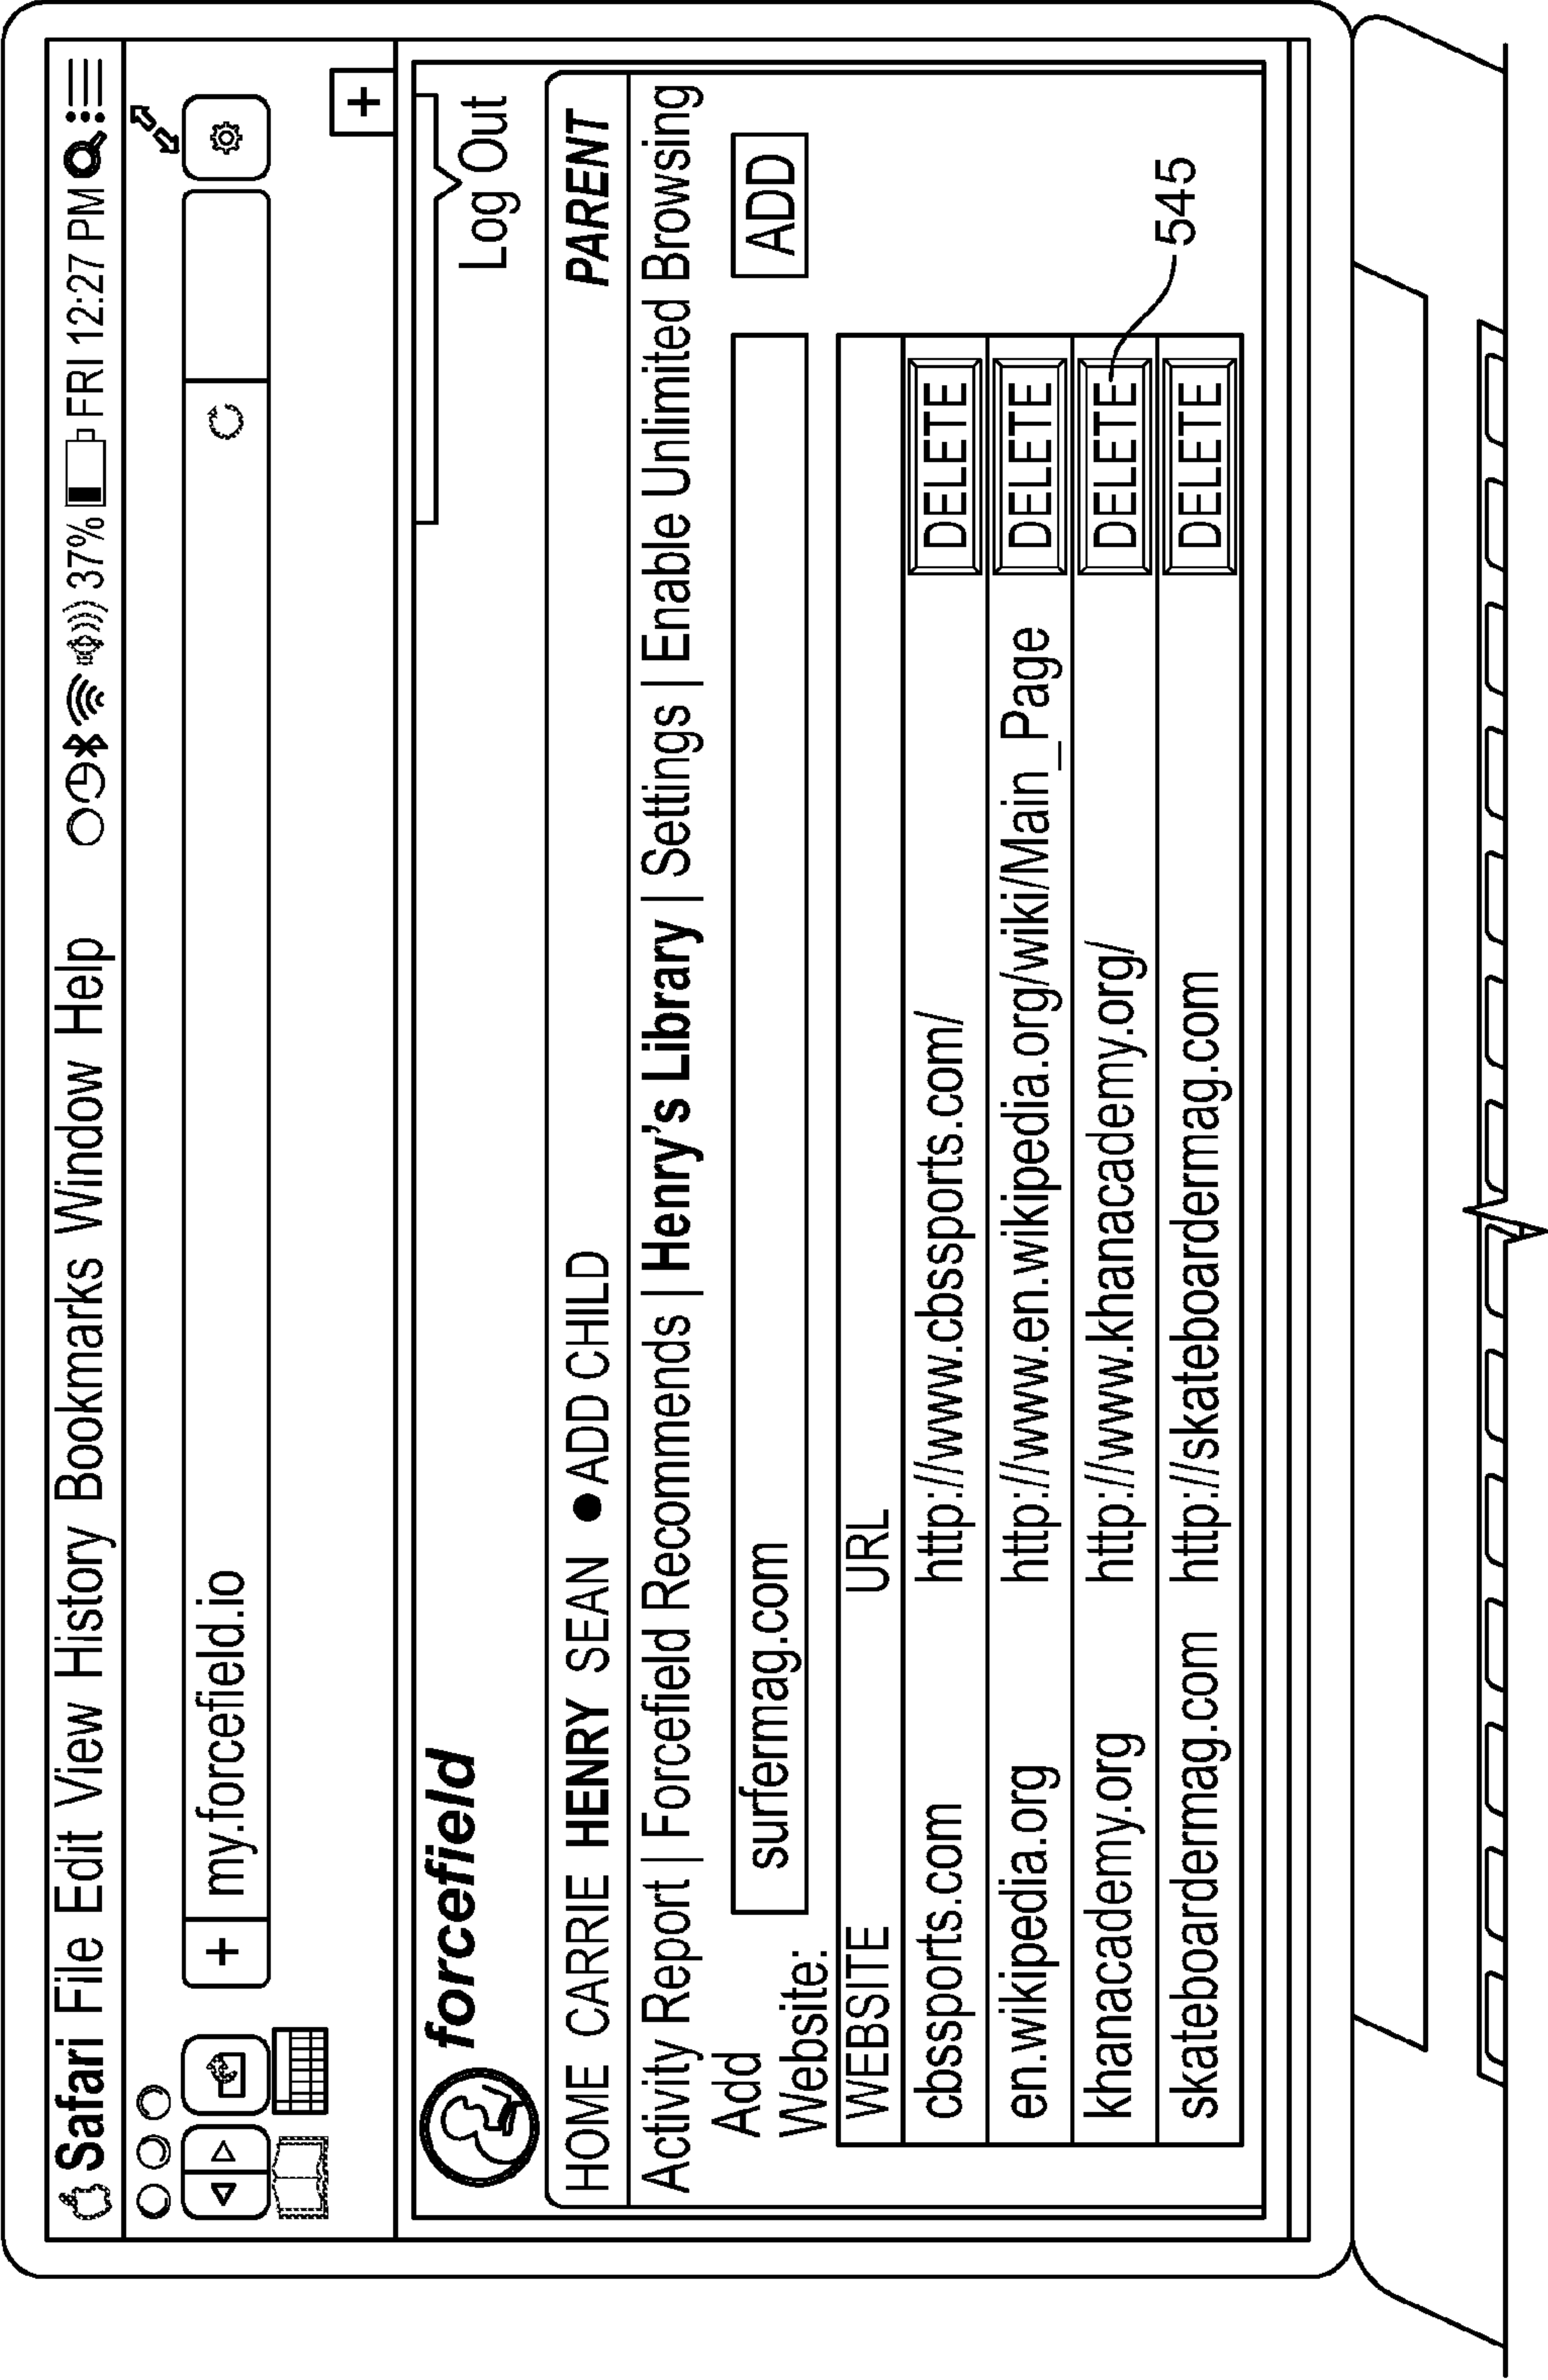 Safari File Edit View History Bookmarks Window Help 37% FRI 12:27 PM
+ my.forcefield.io
+
forcefield
Log Out
HOME CARRIE HENRY SEAN ● ADD CHILD PARENT
Activity Report | Forcefield Recommends | Henry's Library | Settings | Enable Unlimited Browsing
Add
Website: surfermag.com ADD
WEBSITE URL
cbssports.com http://www.cbssports.com/ DELETE
en.wikipedia.org http://www.en.wikipedia.org/wiki/Main_Page DELETE
khanacademy.org http://www.khanacademy.org/ DELETE
skateboardermag.com http://skateboardermag.com DELETE
545